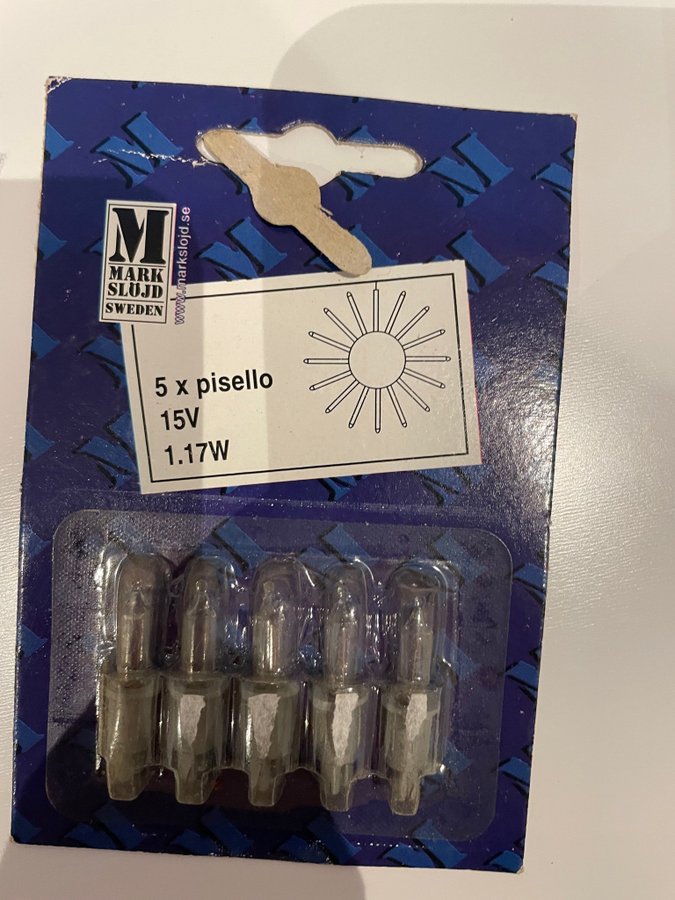 M
MARK
SLÖJD
SWEDEN
www.markslojd.se
5 x pisello
15V
1.17W